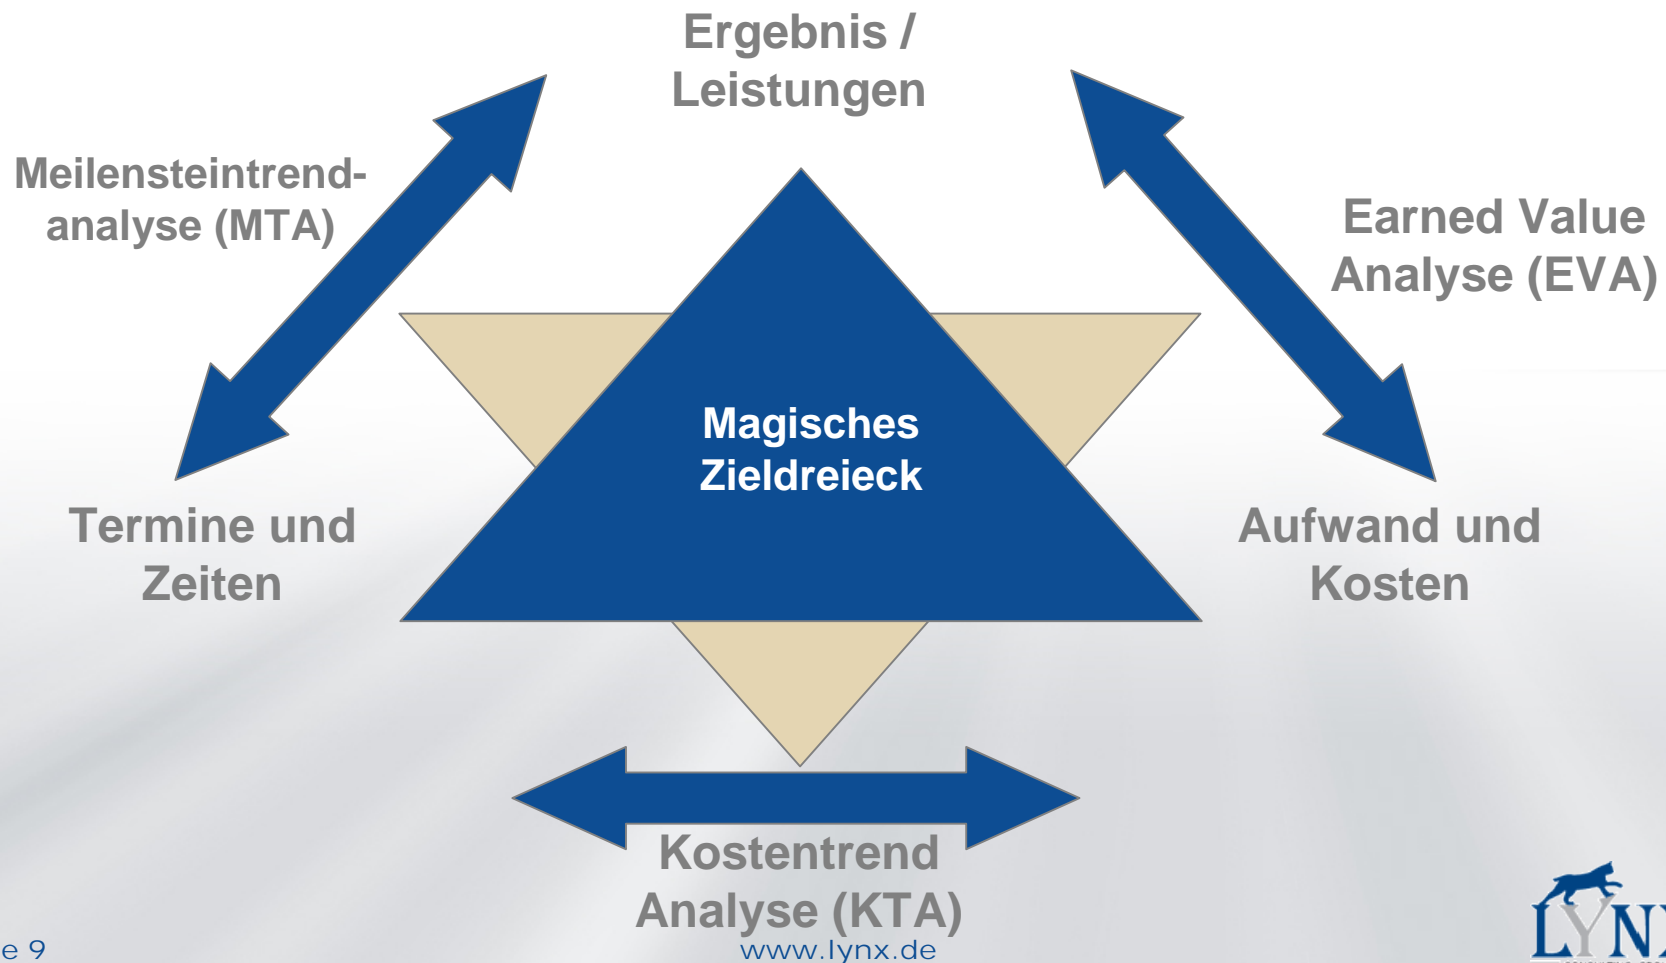 Ergebnis /
Leistungen
Meilensteintrend-
analyse (MTA)
Earned Value
Analyse (EVA)
Magisches
Zieldreieck
Termine und
Zeiten
Aufwand und
Kosten
Kostentrend
Analyse (KTA)
e 9
www.lynx.de
LYNX